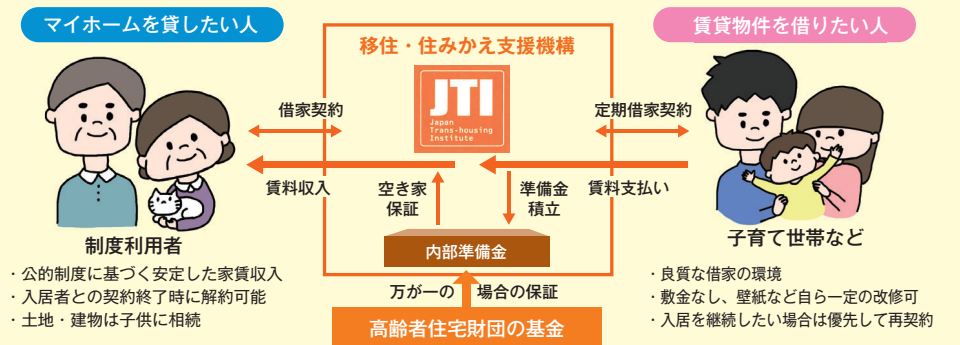 マイホームを貸したい人
移住・住みかえ支援機構
賃貸物件を借りたい人
JTI
Japan
Trans-housing
Institute
借家契約
定期借家契約
賃料収入
空き家
保証
準備金
積立
賃料支払い
内部準備金
万が一の 場合の保証
高齢者住宅財団の基金
制度利用者
・公的制度に基づく安定した家賃収入
・入居者との契約終了時に解約可能
・土地・建物は子供に相続
子育て世帯など
・良質な借家の環境
・敷金なし、壁紙など自ら一定の改修可
・入居を継続したい場合は優先して再契約